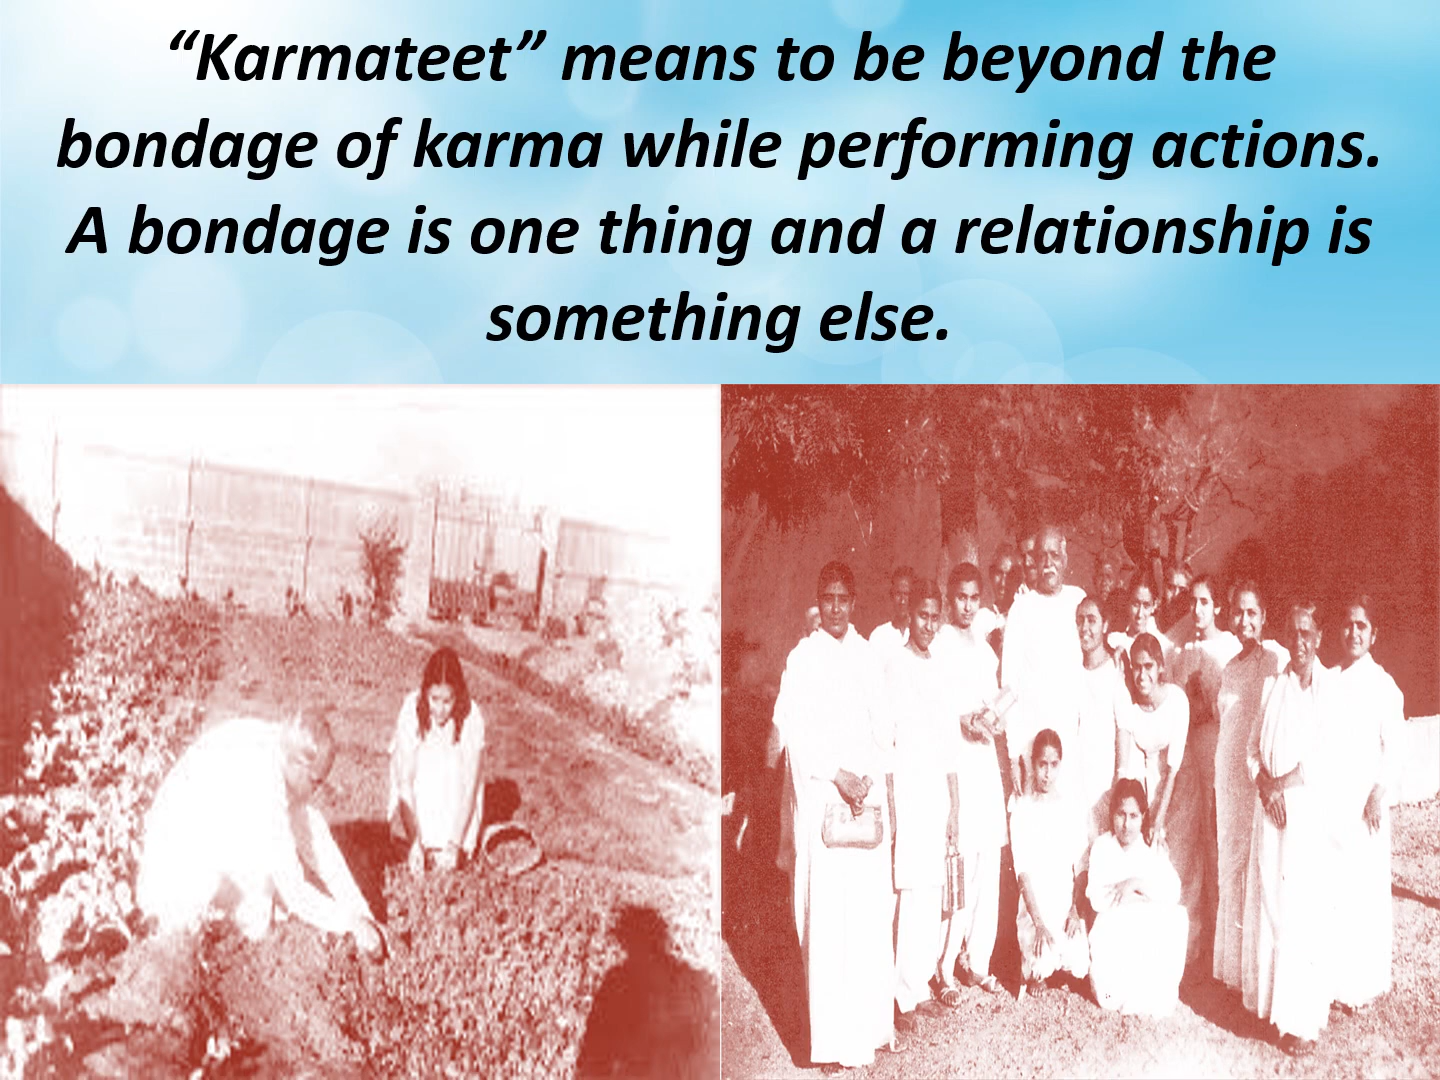 “Karmateet” means to be beyond the
bondage of karma while performing actions.
A bondage is one thing and a relationship is
something else.